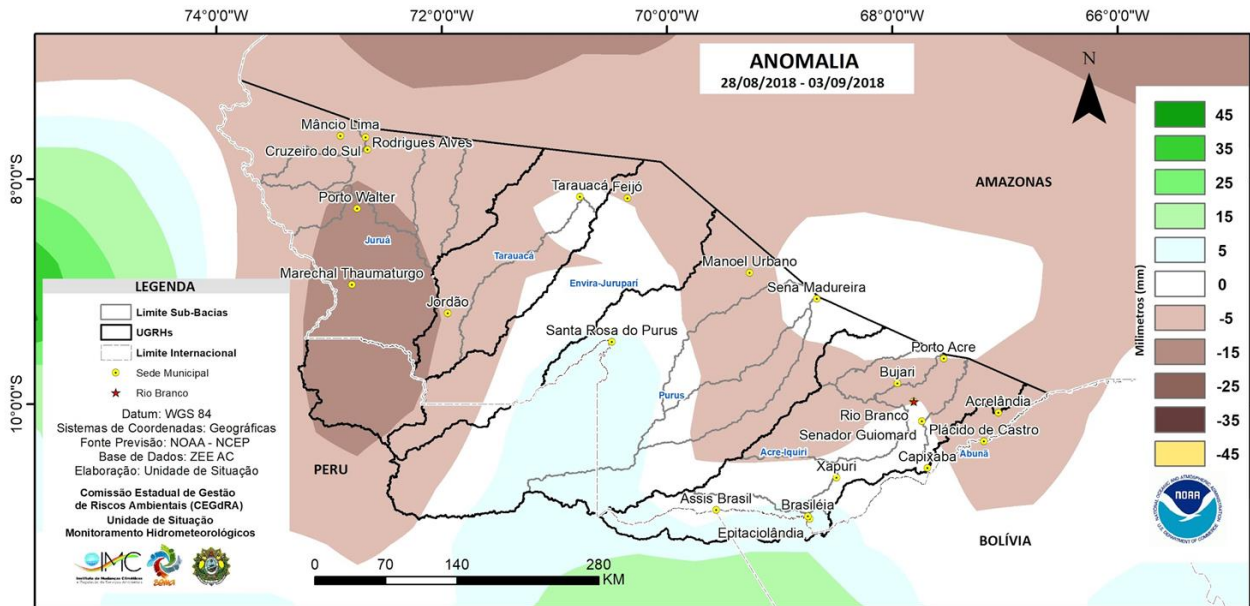 74°0'0"W
72°0'0"W
70°0'0"W
68°0'0"W
66°0'0"W
8°0'0"S
10°0'0"S
ANOMALIA
28/08/2018 - 03/09/2018
N
Milímetros (mm)
45
35
25
15
5
0
-5
-15
-25
-35
-45
AMAZONAS
PERU
BOLÍVIA
Mâncio Lima
Rodrigues Alves
Cruzeiro do Sul
Porto Walter
Juruá
Marechal Thaumaturgo
Jordão
Tarauacá
Feijó
Tarauacá
Envira-Jurupari
Manoel Urbano
Sena Madureira
Santa Rosa do Purus
Purus
Porto Acre
Bujari
Rio Branco
Acrelândia
Senador Guiomard
Plácido de Castro
Abunã
Capixaba
Acre-Iquiri
Xapuri
Assis Brasil
Brasiléia
Epitaciolândia
LEGENDA
Limite Sub-Bacias
UGRHs
Limite Internacional
Sede Municipal
Rio Branco
Datum: WGS 84
Sistemas de Coordenadas: Geográficas
Fonte Previsão: NOAA - NCEP
Base de Dados: ZEE AC
Elaboração: Unidade de Situação
Comissão Estadual de Gestão
de Riscos Ambientais (CEGdRA)
Unidade de Situação
Monitoramento Hidrometeorológicos
IMC
0
70
140
280
KM
NOAA